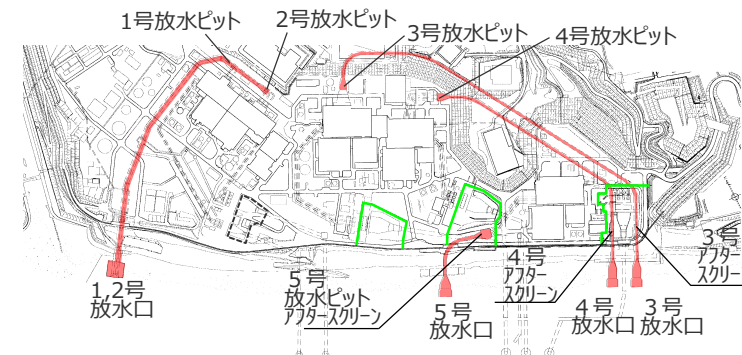 1号放水ピット
2号放水ピット
3号放水ピット
4号放水ピット
1,2号
放水口
5号
放水ピット
アフタースクリーン
5号
放水口
4号
アフター
スクリーン
4号
放水口
3号
放水口
3号
アフター
スクリー